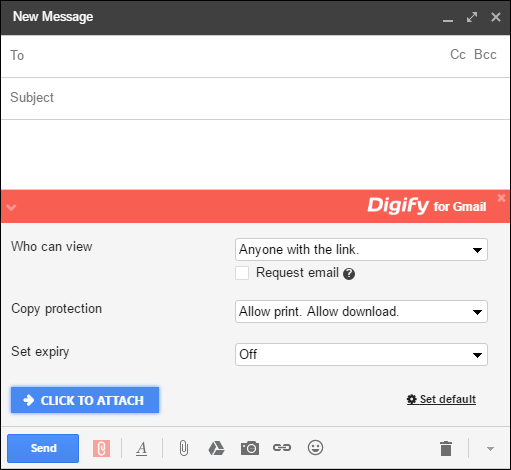 New Message
To Cc Bcc
Subject
Digify for Gmail
Who can view Anyone with the link.
Request email ?
Copy protection Allow print. Allow download.
Set expiry Off
CLICK TO ATTACH Set default
Send A